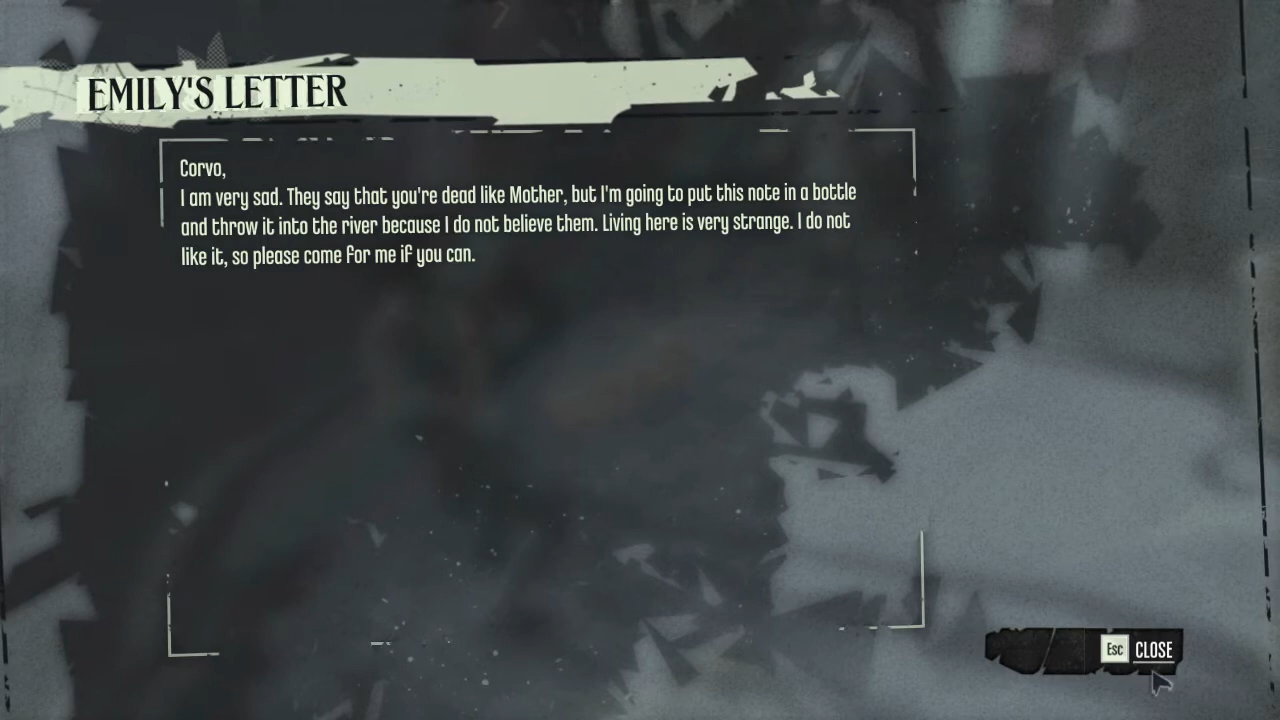 EMILY'S LETTER
Corvo,
I am very sad. They say that you're dead like Mother, but I'm going to put this note in a bottle
and throw it into the river because I do not believe them. Living here is very strange. I do not
like it, so please come for me if you can.
Esc CLOSE